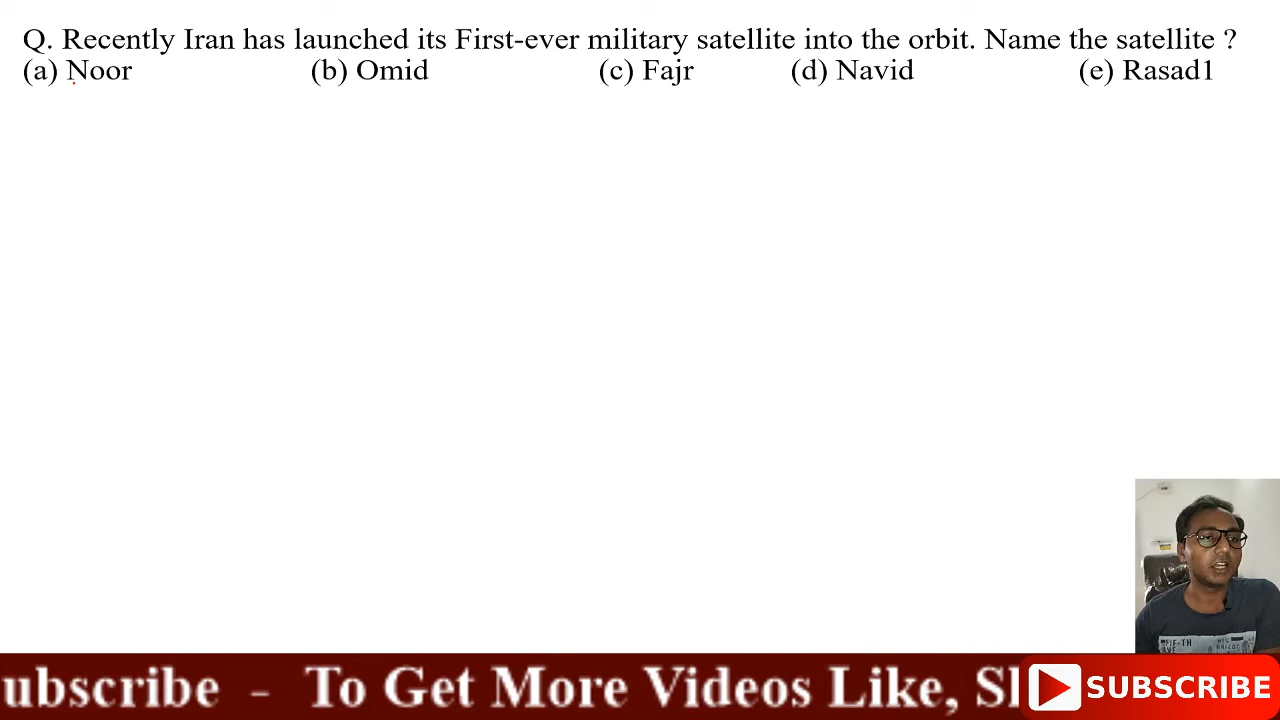 Q. Recently Iran has launched its First-ever military satellite into the orbit. Name the satellite ?
(a) Noor (b) Omid (c) Fajr (d) Navid (e) Rasad1
ubscribe - To Get More Videos Like, Sl
SUBSCRIBE